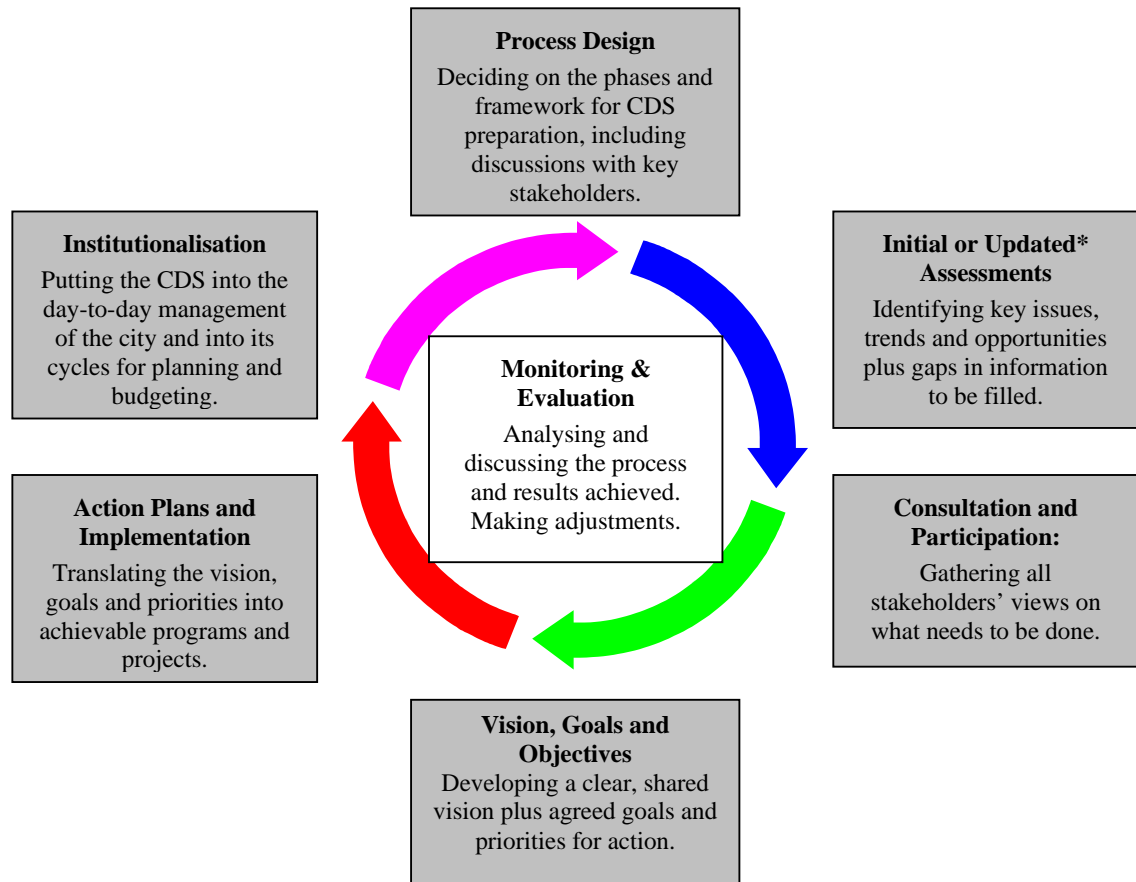 Process Design
Deciding on the phases and
framework for CDS
preparation, including
discussions with key
stakeholders.
Initial or Updated*
Assessments
Identifying key issues,
trends and opportunities
plus gaps in information
to be filled.
Consultation and
Participation:
Gathering all
stakeholders’ views on
what needs to be done.
Vision, Goals and
Objectives
Developing a clear, shared
vision plus agreed goals and
priorities for action.
Action Plans and
Implementation
Translating the vision,
goals and priorities into
achievable programs and
projects.
Institutionalisation
Putting the CDS into the
day-to-day management
of the city and into its
cycles for planning and
budgeting.
Monitoring &
Evaluation
Analysing and
discussing the process
and results achieved.
Making adjustments.